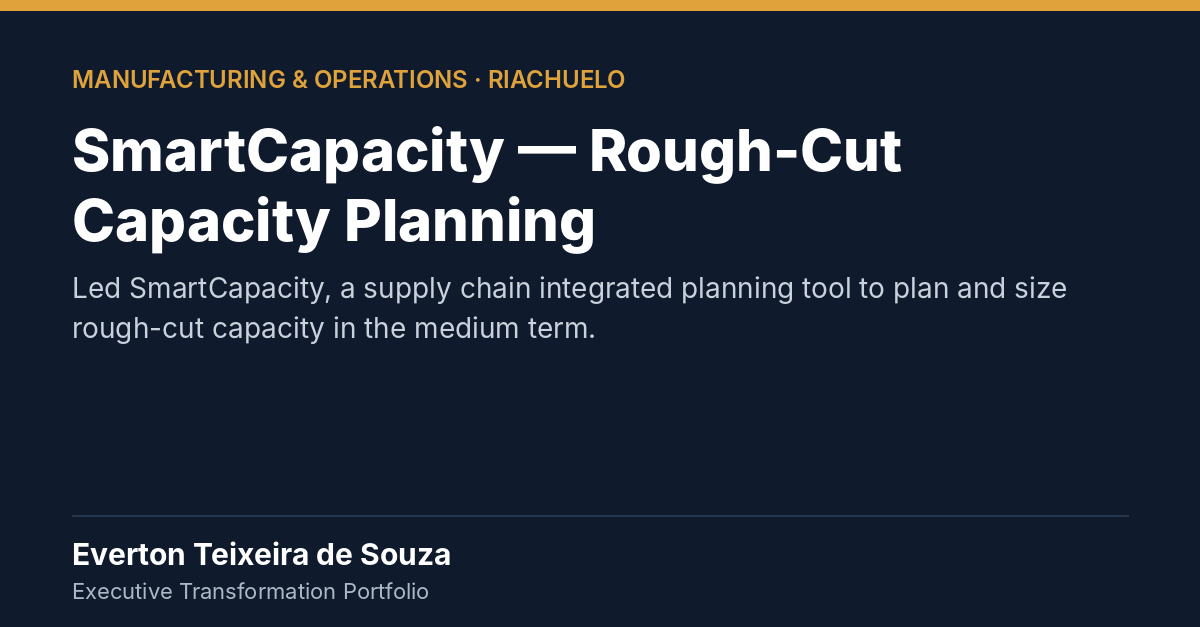 MANUFACTURING & OPERATIONS · RIACHUELO
SmartCapacity — Rough-Cut
Capacity Planning
Led SmartCapacity, a supply chain integrated planning tool to plan and size
rough-cut capacity in the medium term.
Everton Teixeira de Souza
Executive Transformation Portfolio